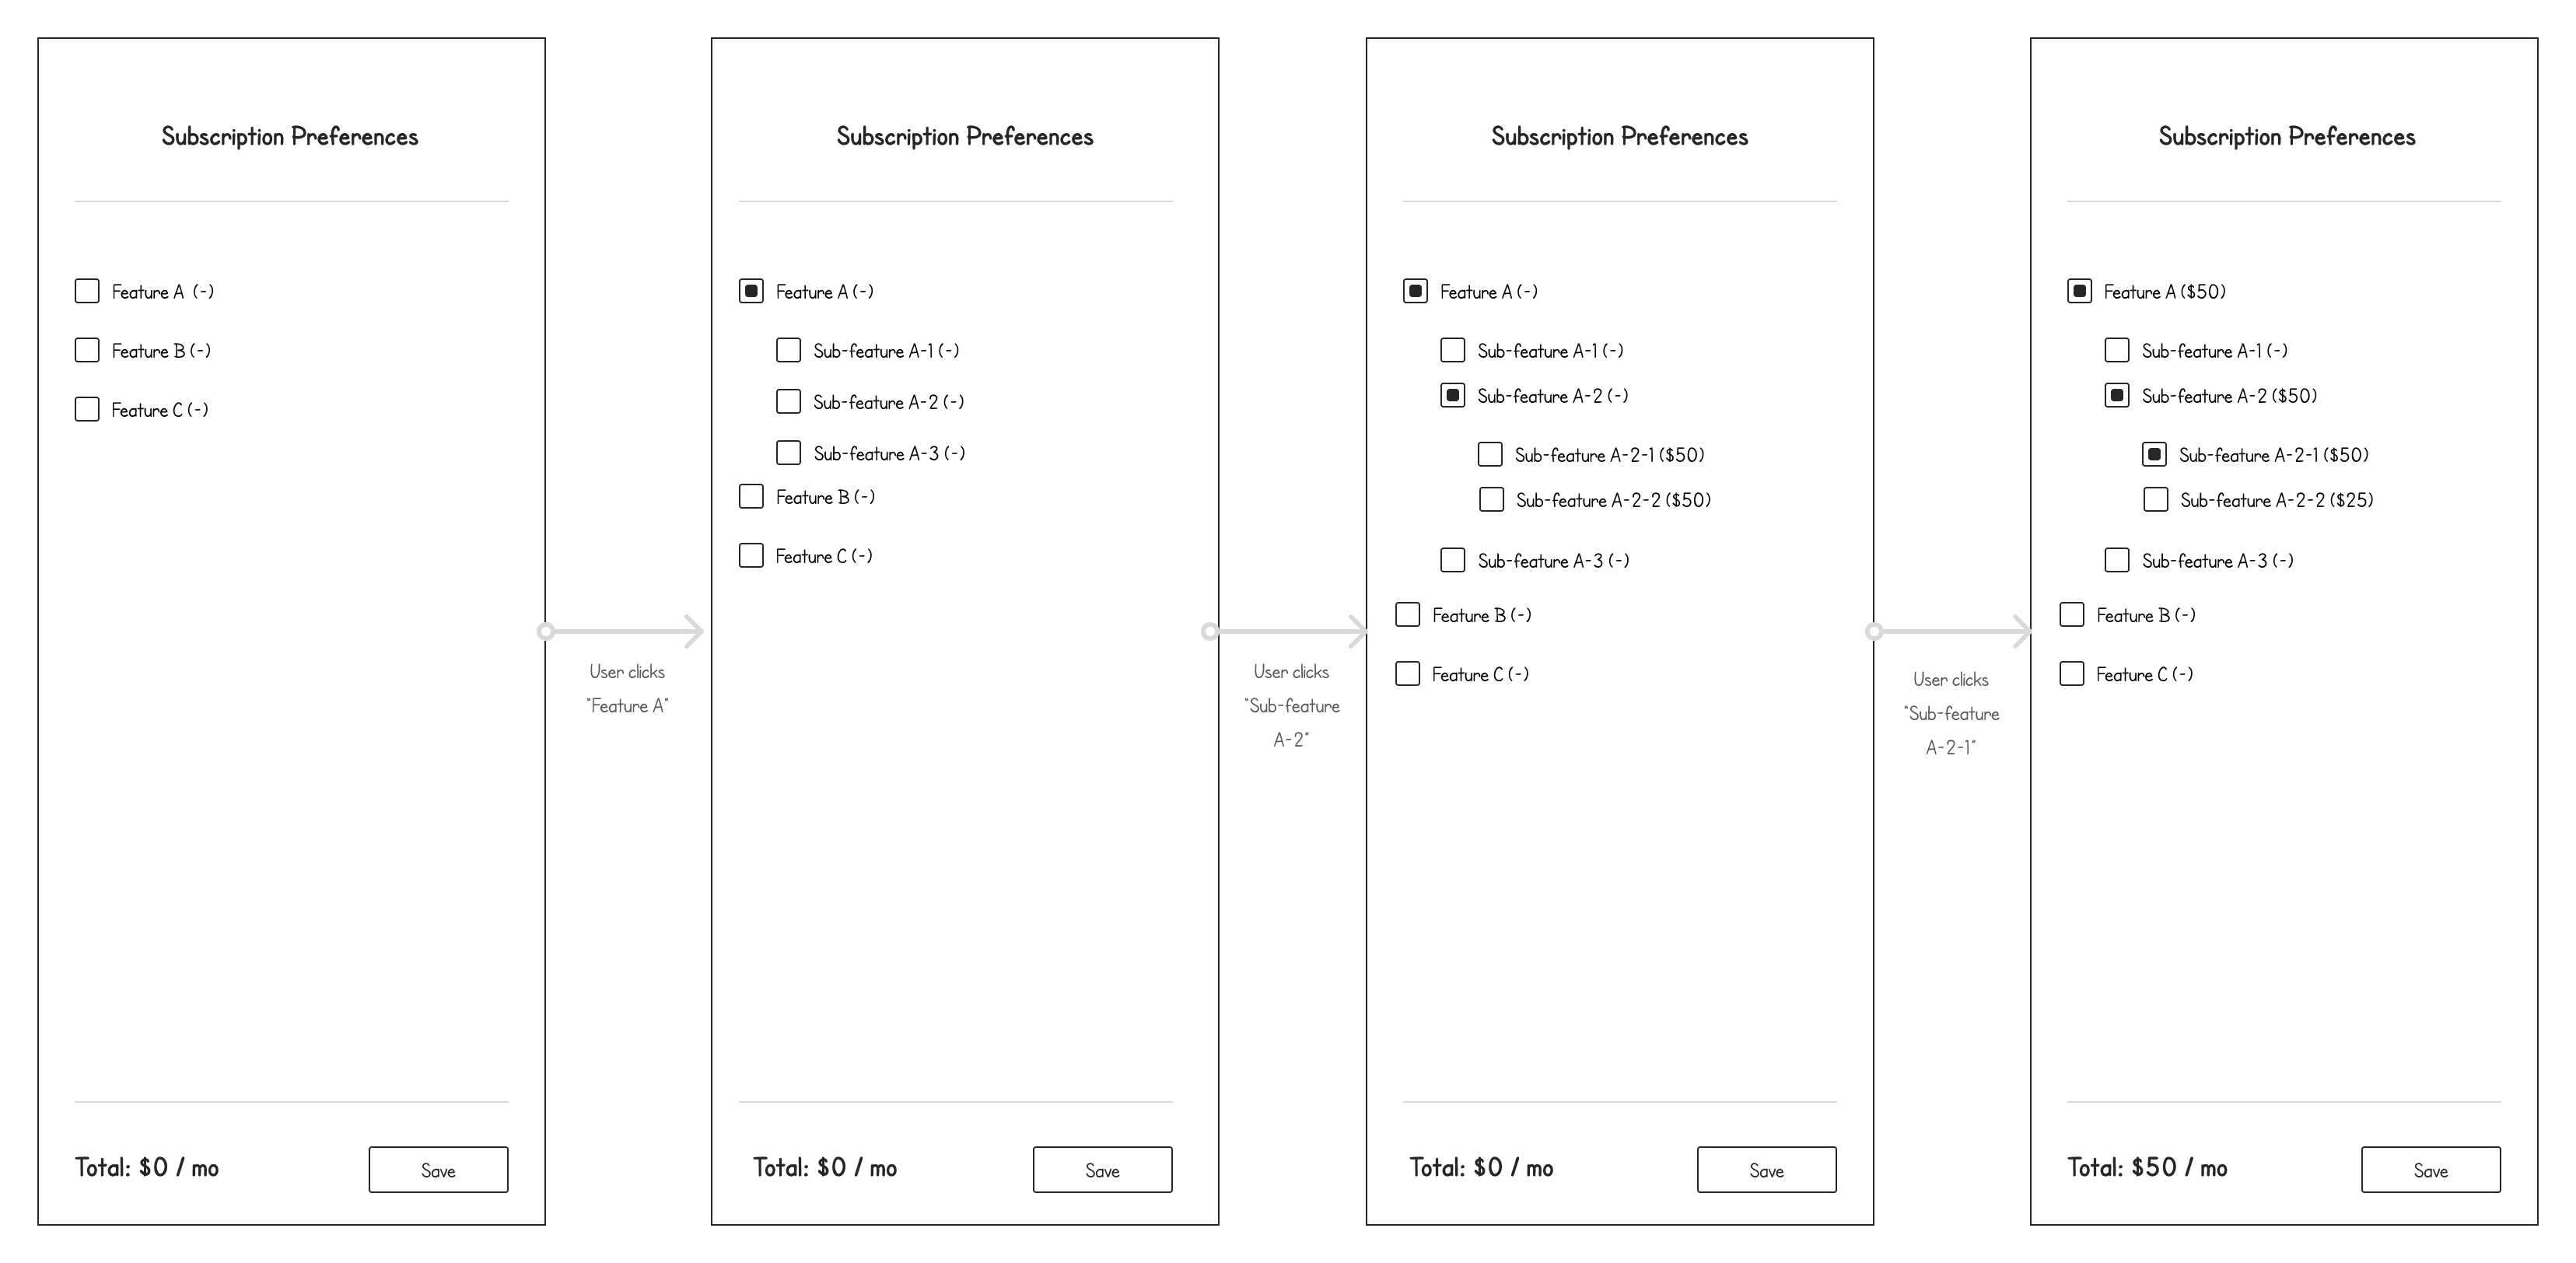 Subscription Preferences
Feature A (-)
Feature B (-)
Feature C (-)
Total: $0 / mo
Save
User clicks
"Feature A"
Subscription Preferences
Feature A (-)
Sub-feature A-1 (-)
Sub-feature A-2 (-)
Sub-feature A-3 (-)
Feature B (-)
Feature C (-)
Total: $0 / mo
Save
User clicks
"Sub-feature
A-2"
Subscription Preferences
Feature A (-)
Sub-feature A-1 (-)
Sub-feature A-2 (-)
Sub-feature A-2-1 ($50)
Sub-feature A-2-2 ($50)
Sub-feature A-3 (-)
Feature B (-)
Feature C (-)
Total: $0 / mo
Save
User clicks
"Sub-feature
A-2-1"
Subscription Preferences
Feature A ($50)
Sub-feature A-1 (-)
Sub-feature A-2 ($50)
Sub-feature A-2-1 ($50)
Sub-feature A-2-2 ($25)
Sub-feature A-3 (-)
Feature B (-)
Feature C (-)
Total: $50 / mo
Save